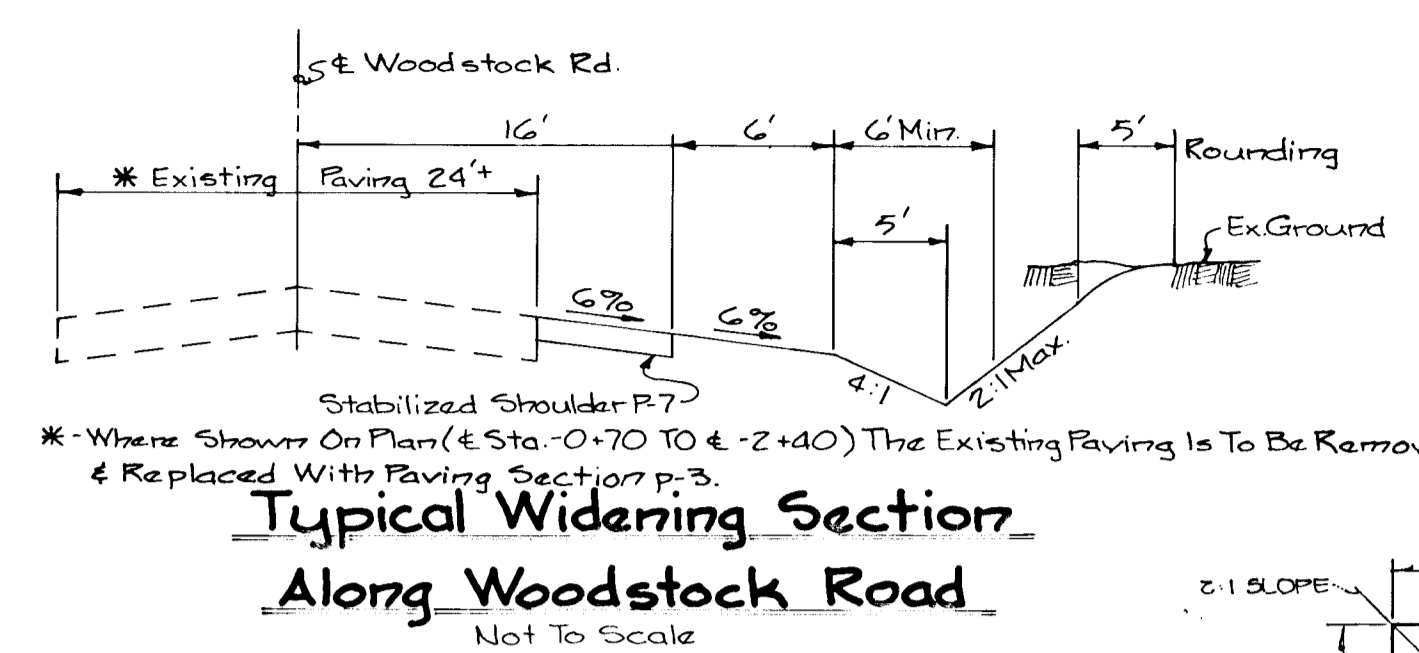 S ℄ Woodstock Rd.
16'
6'
6' Min.
5'
Rounding
* Existing Paving 24'+
5'
Ex. Ground
6%
6%
4:1
2:1 Max.
Stabilized Shoulder P-7
* - Where Shown On Plan (℄ Sta. -0+70 TO ℄ -2+40) The Existing Paving Is To Be Remov
& Replaced With Paving Section p-3.
Typical Widening Section
Along Woodstock Road
Not To Scale
2:1 SLOPE